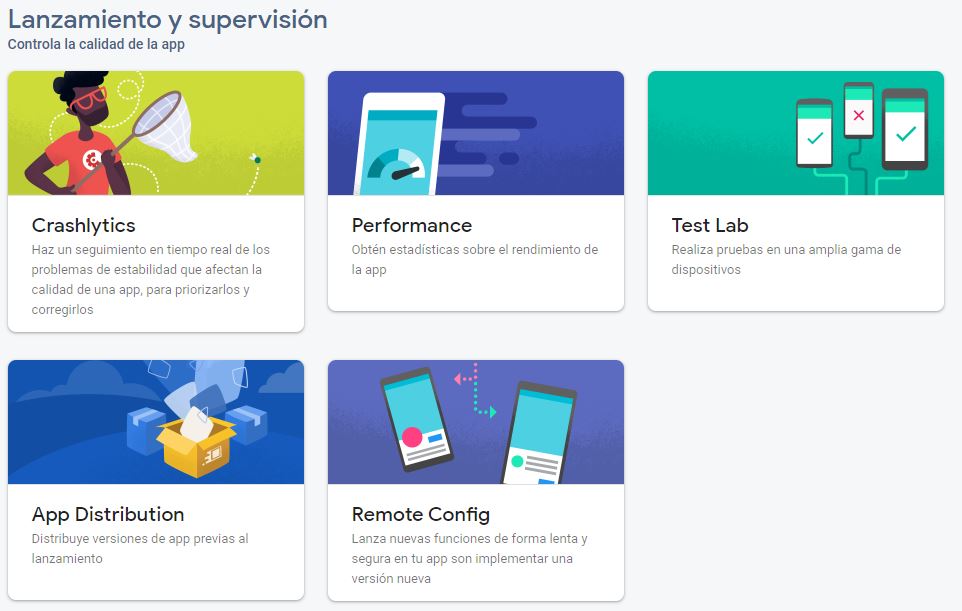 Lanzamiento y supervisión
Controla la calidad de la app
Crashlytics
Haz un seguimiento en tiempo real de los
problemas de estabilidad que afectan la
calidad de una app, para priorizarlos y
corregirlos
Performance
Obtén estadísticas sobre el rendimiento de
la app
Test Lab
Realiza pruebas en una amplia gama de
dispositivos
App Distribution
Distribuye versiones de app previas al
lanzamiento
Remote Config
Lanza nuevas funciones de forma lenta y
segura en tu app son implementar una
versión nueva